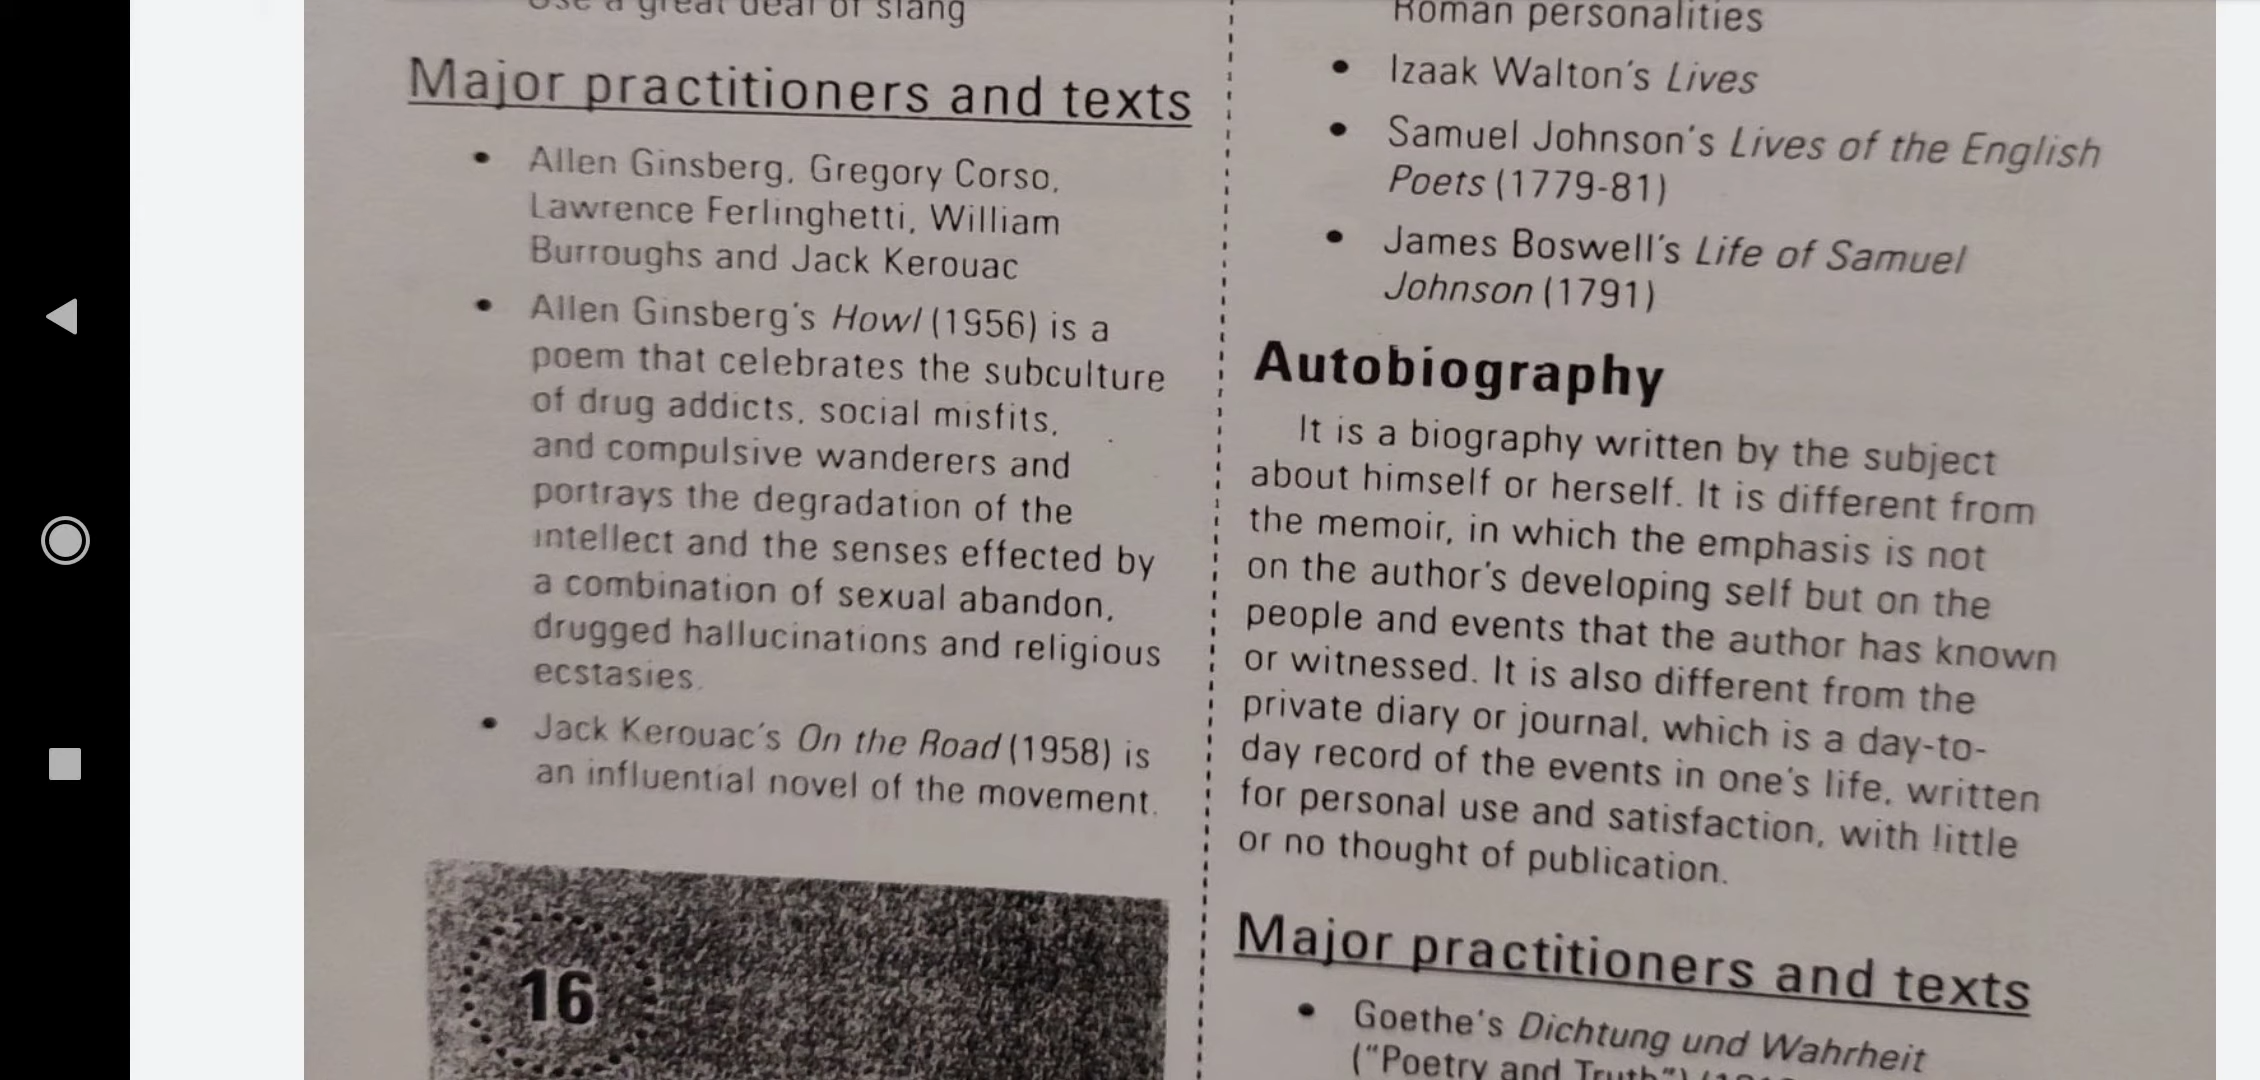 Use a great deal of slang
Major practitioners and texts
• Allen Ginsberg, Gregory Corso,
Lawrence Ferlinghetti, William
Burroughs and Jack Kerouac
• Allen Ginsberg's Howl (1956) is a
poem that celebrates the subculture
of drug addicts, social misfits,
and compulsive wanderers and
portrays the degradation of the
intellect and the senses effected by
a combination of sexual abandon,
drugged hallucinations and religious
ecstasies.
• Jack Kerouac's On the Road (1958) is
an influential novel of the movement.
16
Roman personalities
• Izaak Walton's Lives
• Samuel Johnson's Lives of the English
Poets (1779-81)
• James Boswell's Life of Samuel
Johnson (1791)
Autobiography
It is a biography written by the subject
about himself or herself. It is different from
the memoir, in which the emphasis is not
on the author's developing self but on the
people and events that the author has known
or witnessed. It is also different from the
private diary or journal, which is a day-to-
day record of the events in one's life, written
for personal use and satisfaction, with little
or no thought of publication.
Major practitioners and texts
• Goethe's Dichtung und Wahrheit
("Poetry and Truth")